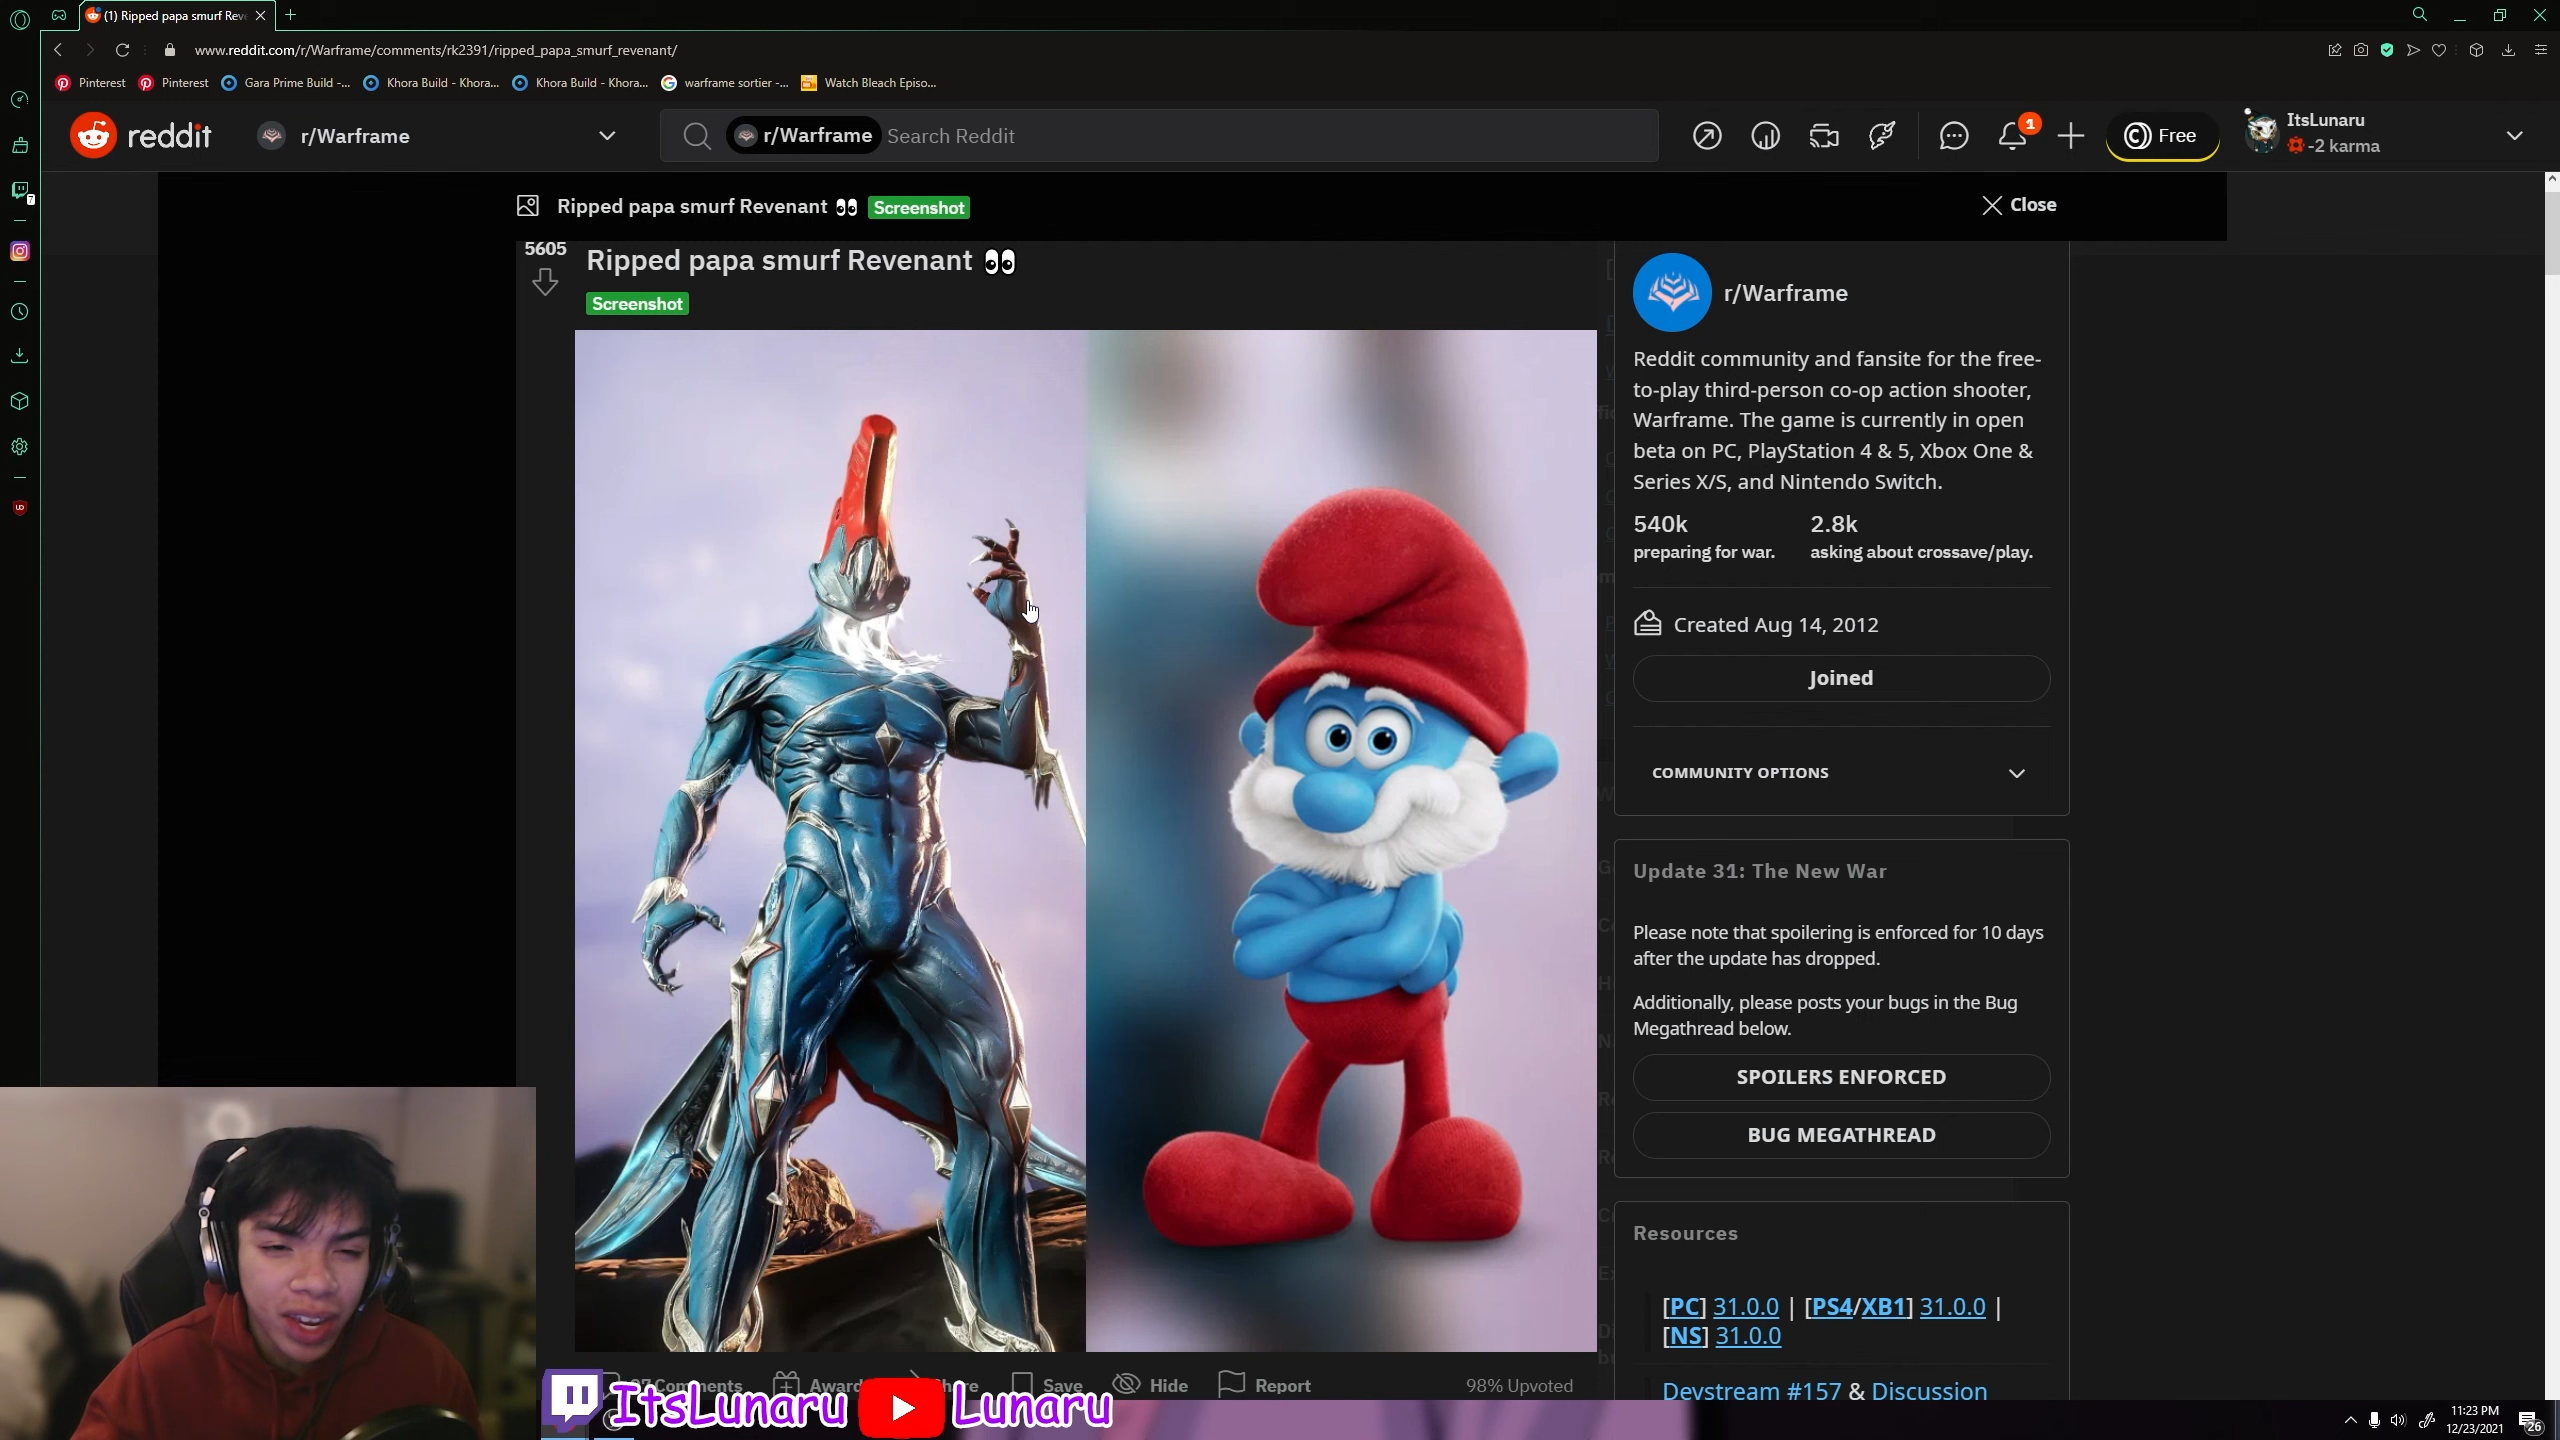 (1) Ripped papa smurf Reve
www.reddit.com/r/Warframe/comments/rk2391/ripped_papa_smurf_revenant/
Pinterest Pinterest Gara Prime Build -... Khora Build - Khora... Khora Build - Khora... warframe sortier -... Watch Bleach Episo...
reddit r/Warframe r/Warframe Search Reddit 1 Free ItsLunaru
-2 karma
7
Ripped papa smurf Revenant 👀 Screenshot Close
5605
Ripped papa smurf Revenant 👀
Screenshot
r/Warframe
Reddit community and fansite for the free-
to-play third-person co-op action shooter,
Warframe. The game is currently in open
beta on PC, PlayStation 4 & 5, Xbox One &
Series X/S, and Nintendo Switch.
540k 2.8k
preparing for war. asking about crossave/play.
Created Aug 14, 2012
Joined
COMMUNITY OPTIONS
Update 31: The New War
Please note that spoilering is enforced for 10 days
after the update has dropped.
Additionally, please posts your bugs in the Bug
Megathread below.
SPOILERS ENFORCED
BUG MEGATHREAD
Resources
[PC] 31.0.0 | [PS4/XB1] 31.0.0 |
[NS] 31.0.0
Devstream #157 & Discussion
Comments Save Hide Report 98% Upvoted
ItsLunaru Lunaru
11:23 PM
12/23/2021
26